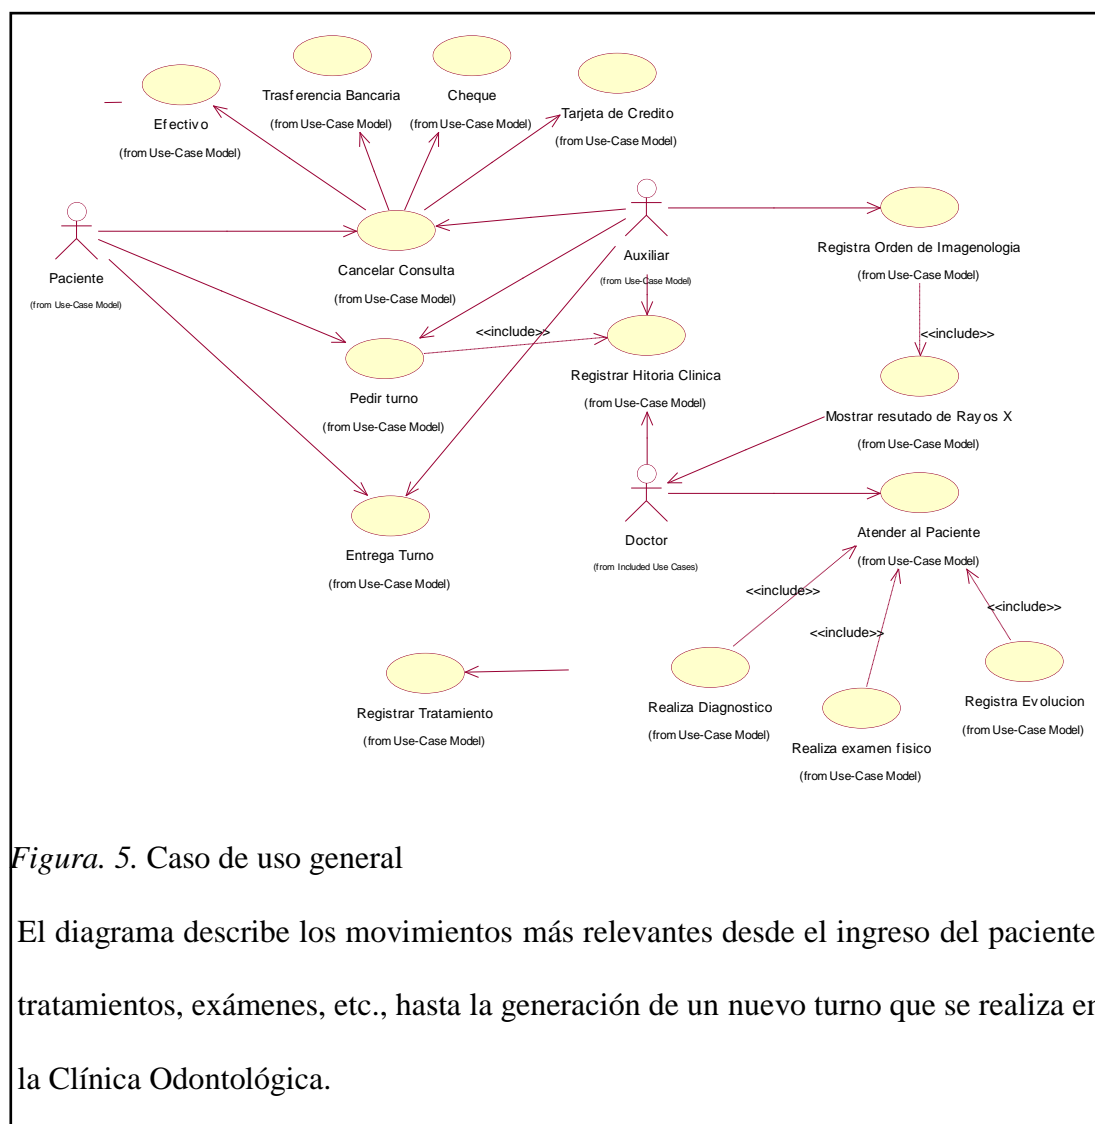 Trasferencia Bancaria
(from Use-Case Model)
Cheque
(from Use-Case Model)
Efectivo
(from Use-Case Model)
Tarjeta de Credito
(from Use-Case Model)
Paciente
(from Use-Case Model)
Cancelar Consulta
(from Use-Case Model)
Auxiliar
(from Use-Case Model)
Registra Orden de Imagenologia
(from Use-Case Model)
<<include>>
<<include>>
Pedir turno
(from Use-Case Model)
Registrar Hitoria Clinica
(from Use-Case Model)
Mostrar resutado de Rayos X
(from Use-Case Model)
Entrega Turno
(from Use-Case Model)
Doctor
(from Included Use Cases)
Atender al Paciente
(from Use-Case Model)
<<include>>
<<include>>
<<include>>
Registrar Tratamiento
(from Use-Case Model)
Realiza Diagnostico
(from Use-Case Model)
Realiza examen fisico
(from Use-Case Model)
Registra Evolucion
(from Use-Case Model)
Figura. 5. Caso de uso general
El diagrama describe los movimientos más relevantes desde el ingreso del paciente
tratamientos, exámenes, etc., hasta la generación de un nuevo turno que se realiza en
la Clínica Odontológica.